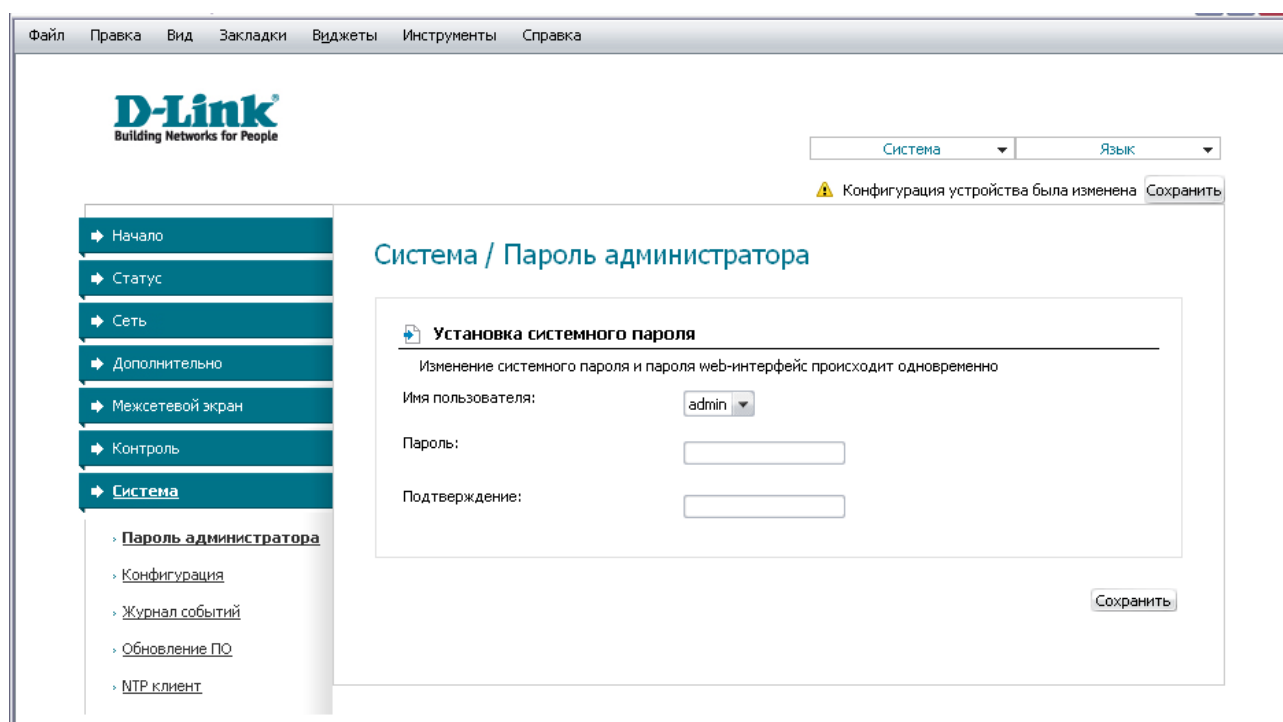 Файл Правка Вид Закладки Виджеты Инструменты Справка
D-Link
Building Networks for People
Система Язык
Конфигурация устройства была изменена Сохранить
Начало
Статус
Сеть
Дополнительно
Межсетевой экран
Контроль
Система
Пароль администратора
Конфигурация
Журнал событий
Обновление ПО
NTP клиент
Система / Пароль администратора
Установка системного пароля
Изменение системного пароля и пароля web-интерфейс происходит одновременно
Имя пользователя: admin
Пароль:
Подтверждение:
Сохранить